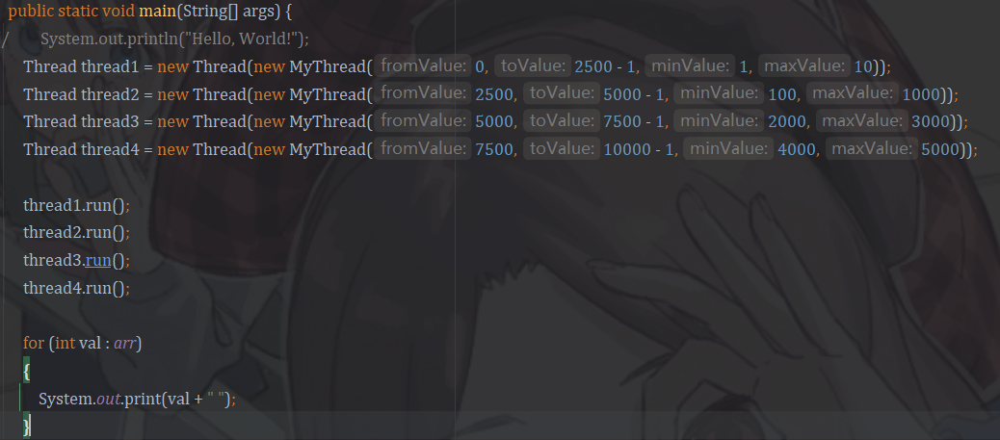 public static void main(String[] args) {
/ System.out.println("Hello, World!");
Thread thread1 = new Thread(new MyThread( fromValue: 0, toValue: 2500 - 1, minValue: 1, maxValue: 10));
Thread thread2 = new Thread(new MyThread( fromValue: 2500, toValue: 5000 - 1, minValue: 100, maxValue: 1000));
Thread thread3 = new Thread(new MyThread( fromValue: 5000, toValue: 7500 - 1, minValue: 2000, maxValue: 3000));
Thread thread4 = new Thread(new MyThread( fromValue: 7500, toValue: 10000 - 1, minValue: 4000, maxValue: 5000));
thread1.run();
thread2.run();
thread3.run();
thread4.run();
for (int val : arr)
{
System.out.print(val + " ");
}